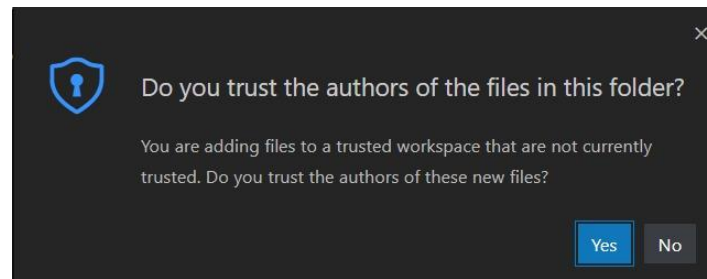 Do you trust the authors of the files in this folder?
You are adding files to a trusted workspace that are not currently
trusted. Do you trust the authors of these new files?
Yes No